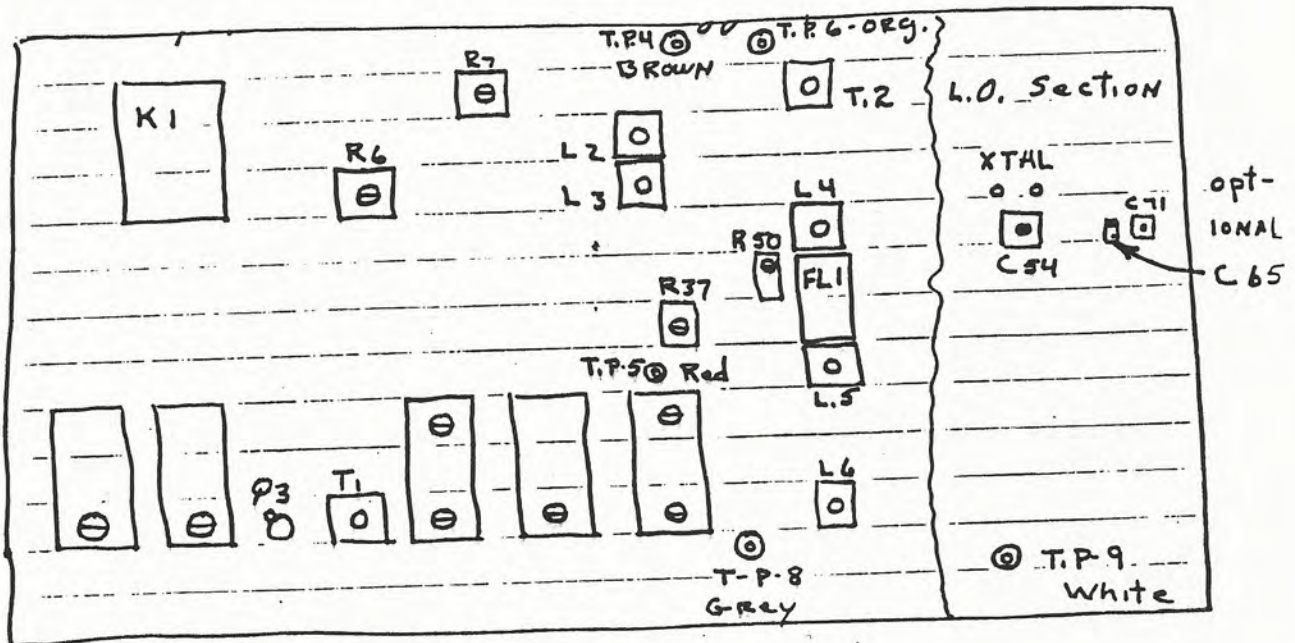 T.P.4
BROWN
T.P. 6 - ORG.
R7
K1
T.2
L.O. Section
L2
R6
XTAL
opt-
L3
L4
C71
IONAL
R50
C54
C65
FL1
R37
T.P.5 Red
L.5
Q3
T1
L6
T-P-8
Grey
T.P-9
White